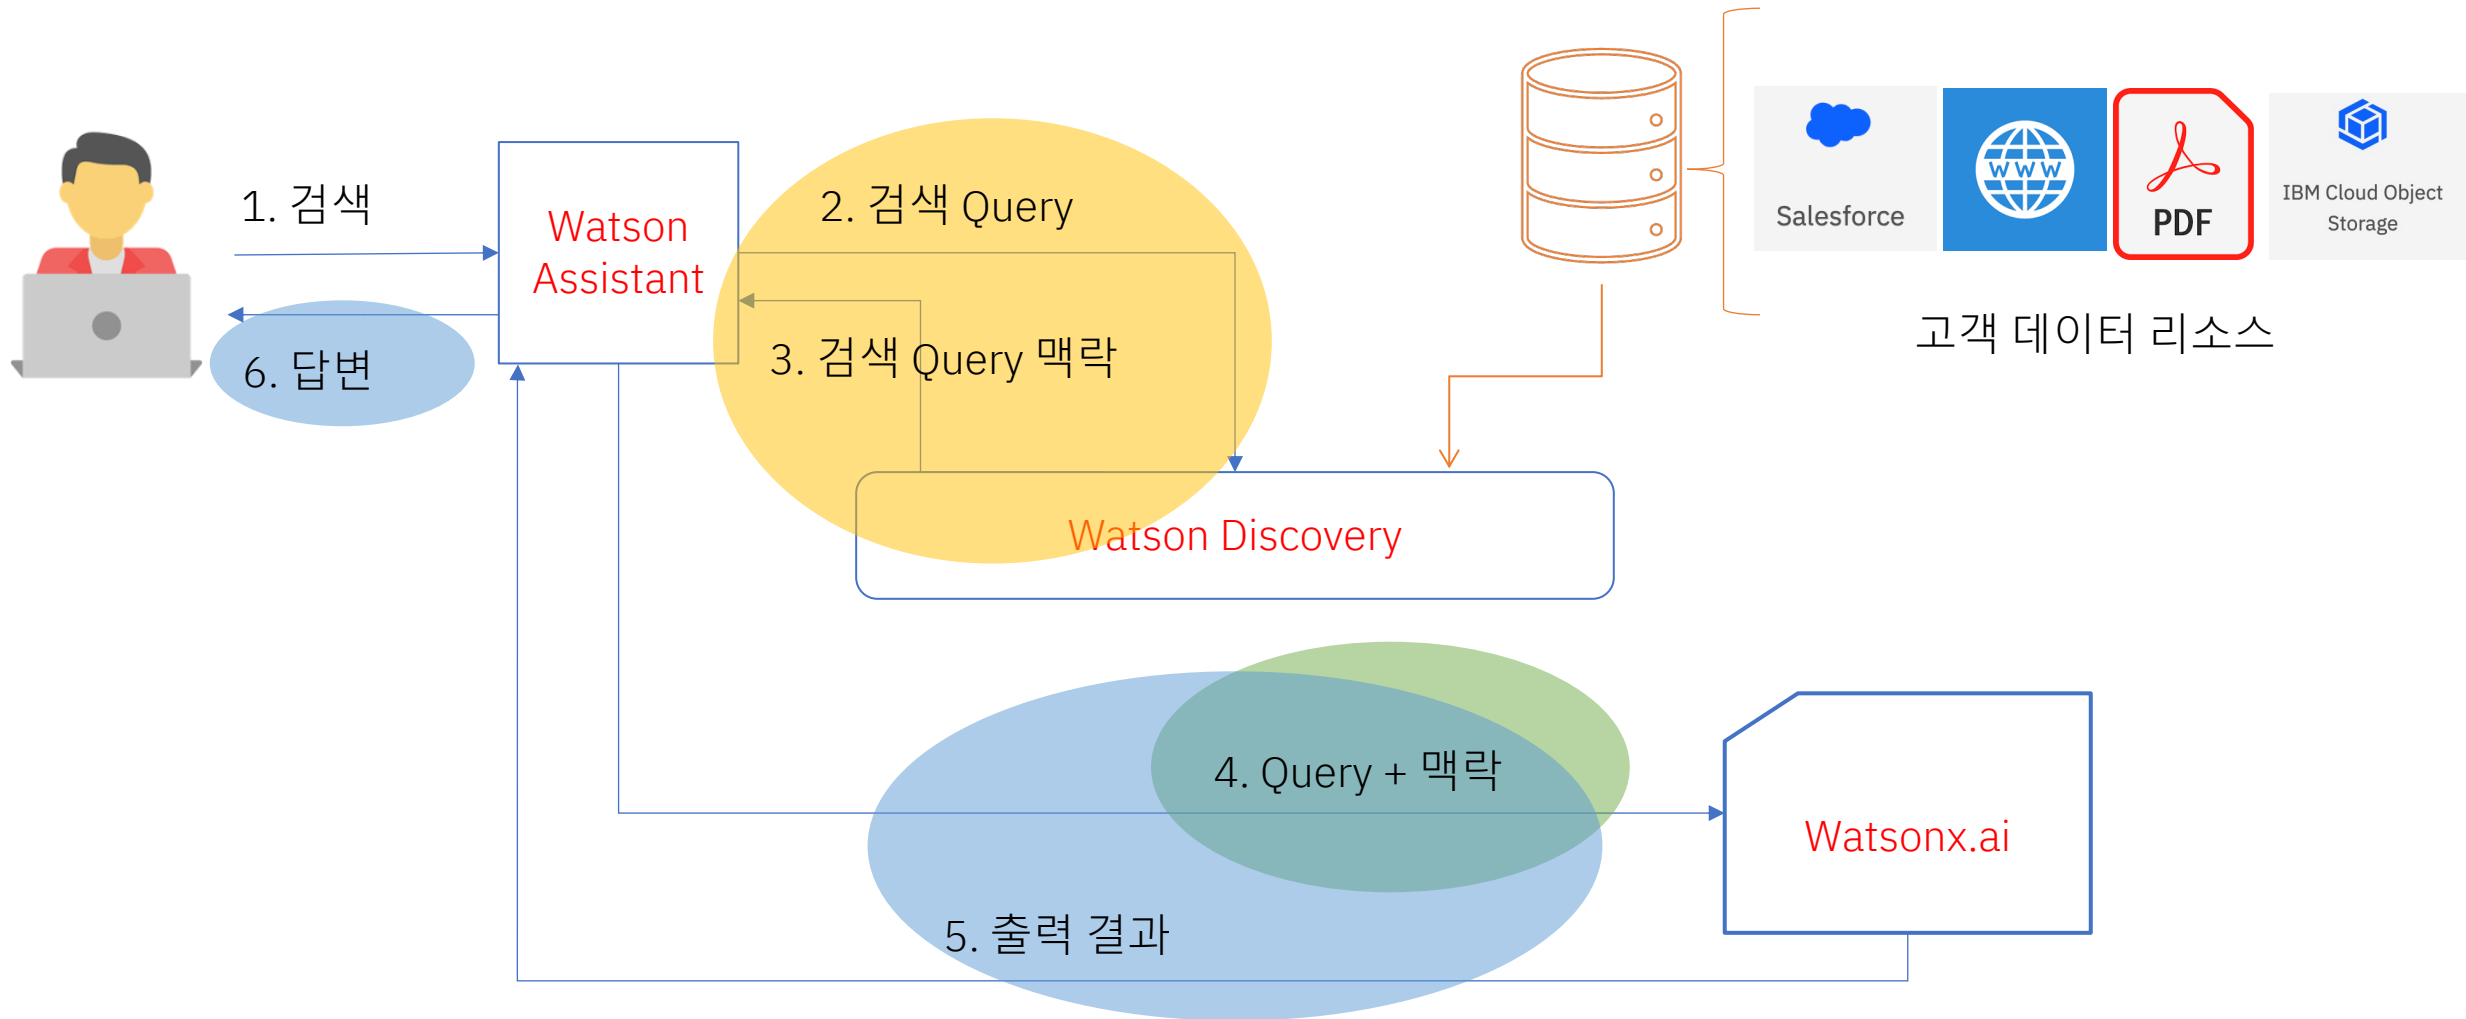 1. 검색
Watson
Assistant
2. 검색 Query
3. 검색 Query 맥락
6. 답변
Salesforce
WWW
PDF
IBM Cloud Object
Storage
고객 데이터 리소스
Watson Discovery
4. Query + 맥락
Watsonx.ai
5. 출력 결과